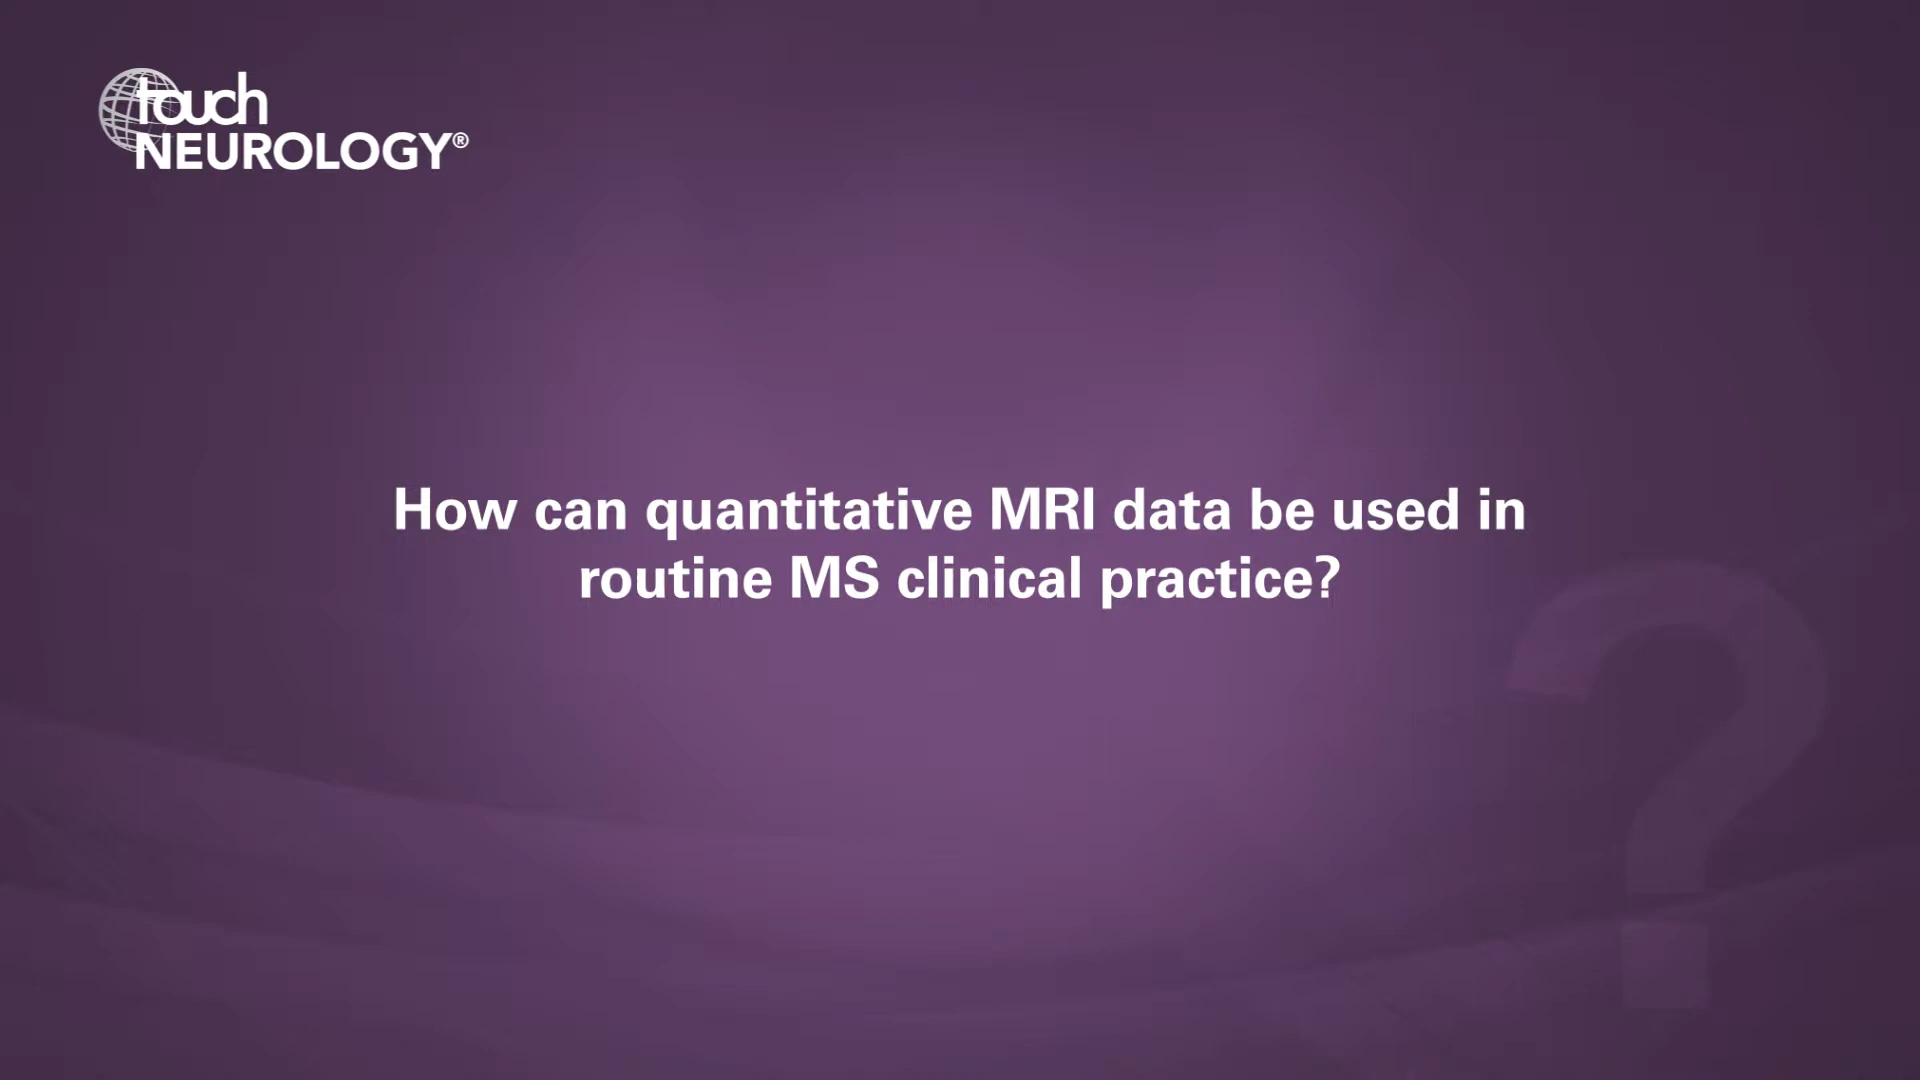 touch
NEUROLOGY®
How can quantitative MRI data be used in
routine MS clinical practice?